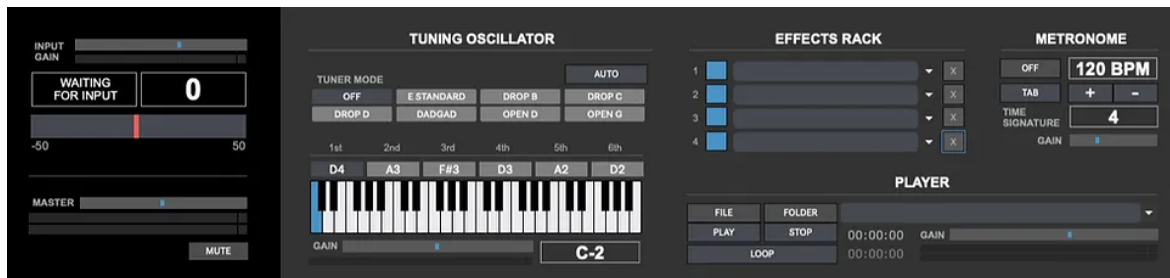 INPUT
GAIN
WAITING
FOR INPUT
0
-50
50
MASTER
MUTE
TUNING OSCILLATOR
TUNER MODE
AUTO
OFF
E STANDARD
DROP B
DROP C
DROP D
DADGAD
OPEN D
OPEN G
1st
2nd
3rd
4th
5th
6th
D4
A3
F#3
D3
A2
D2
GAIN
C-2
EFFECTS RACK
1
X
2
X
3
X
4
X
METRONOME
OFF
120 BPM
TAB
+
-
TIME
SIGNATURE
4
GAIN
PLAYER
FILE
FOLDER
PLAY
STOP
00:00:00
GAIN
LOOP
00:00:00